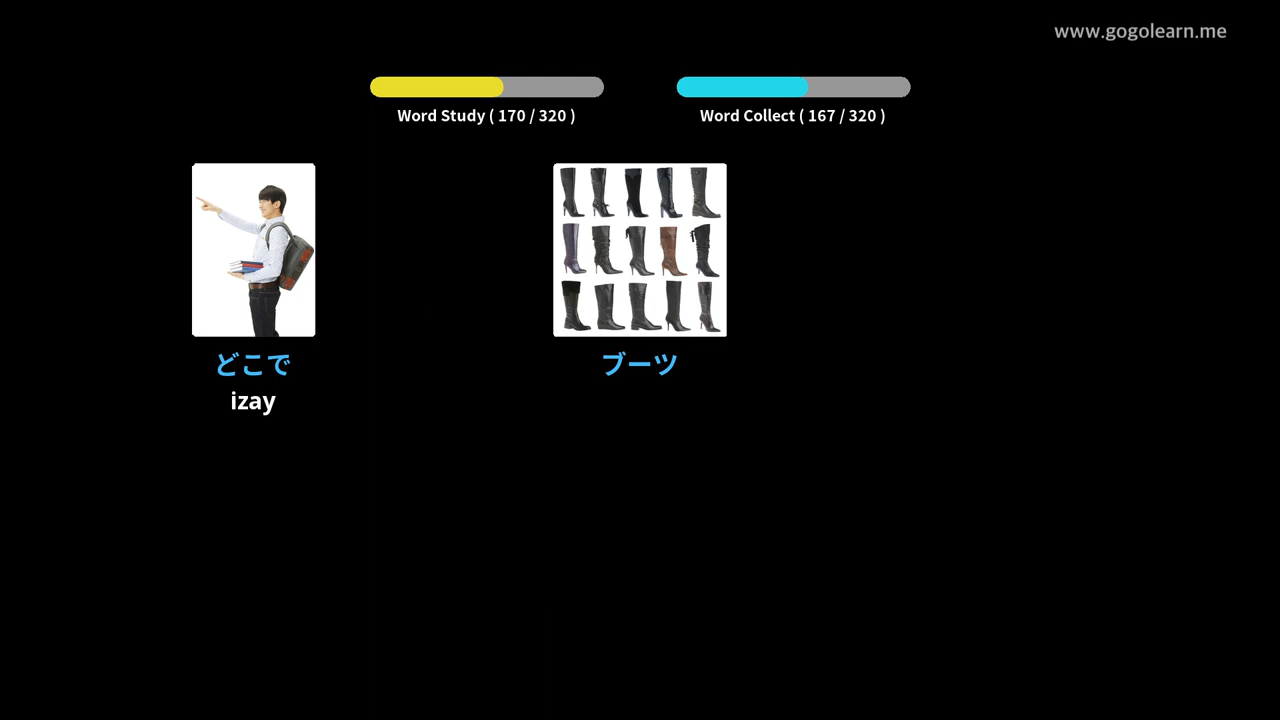 www.gogolearn.me
Word Study ( 170 / 320 )
Word Collect ( 167 / 320 )
どこで
izay
ブーツ